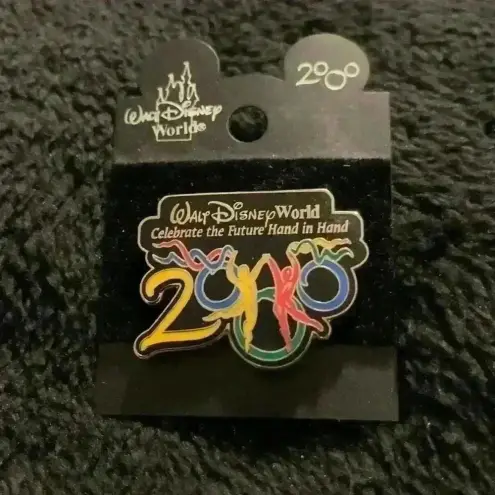 WALT DISNEY
World®
2000
WALT DISNEY World
Celebrate the Future Hand in Hand
2000